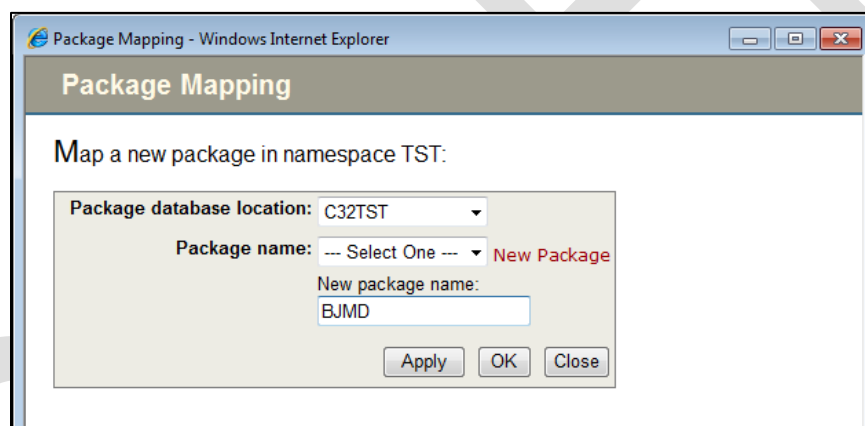 Package Mapping - Windows Internet Explorer
Package Mapping
Map a new package in namespace TST:
Package database location: C32TST
Package name: --- Select One --- New Package
New package name:
BJMD
Apply OK Close